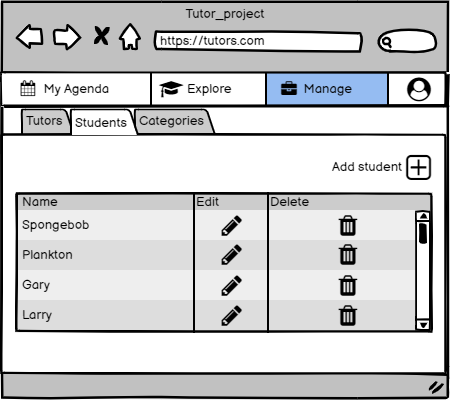 Tutor_project
https://tutors.com
My Agenda
Explore
Manage
Tutors
Students
Categories
Add student
Name Edit Delete
Spongebob
Plankton
Gary
Larry